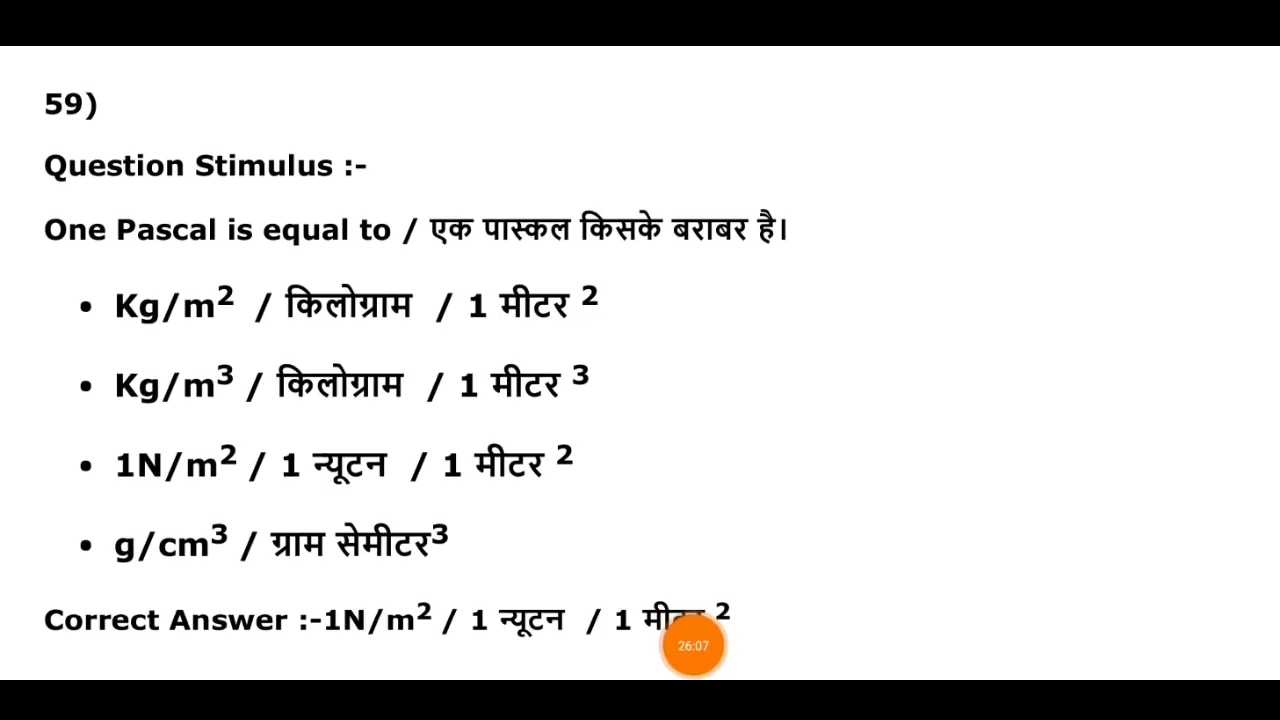 59)
Question Stimulus :-
One Pascal is equal to / एक पास्कल किसके बराबर है।
• Kg/m² / किलोग्राम / 1 मीटर ²
• Kg/m³ / किलोग्राम / 1 मीटर ³
• 1N/m² / 1 न्यूटन / 1 मीटर ²
• g/cm³ / ग्राम सेमीटर³
Correct Answer :-1N/m² / 1 न्यूटन / 1 मीटर ²
26:07